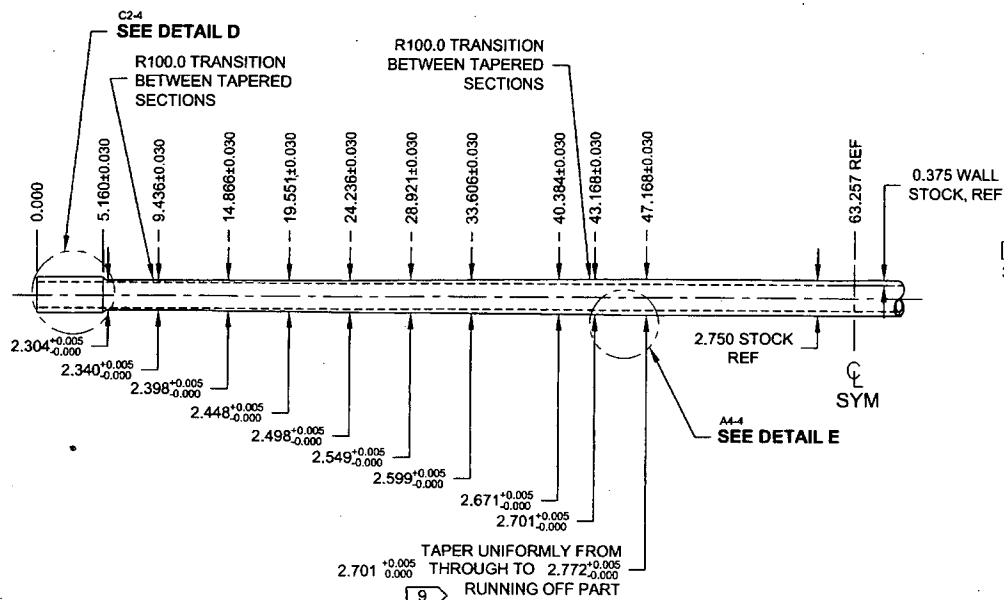 C2-4
SEE DETAIL D
R100.0 TRANSITION
BETWEEN TAPERED
SECTIONS
R100.0 TRANSITION
BETWEEN TAPERED
SECTIONS
0.000
5.160±0.030
9.436±0.030
14.866±0.030
19.551±0.030
24.236±0.030
28.921±0.030
33.606±0.030
40.384±0.030
43.168±0.030
47.168±0.030
63.257 REF
0.375 WALL
STOCK, REF
2.304 +0.005 -0.000
2.340 +0.005 -0.000
2.398 +0.005 -0.000
2.448 +0.005 -0.000
2.498 +0.005 -0.000
2.549 +0.005 -0.000
2.599 +0.005 -0.000
2.671 +0.005 -0.000
2.701 +0.005 -0.000
2.750 STOCK
REF
℄
SYM
A4-4
SEE DETAIL E
TAPER UNIFORMLY FROM
2.701 +0.005 0.000 THROUGH TO 2.772 +0.005 -0.000
RUNNING OFF PART
9